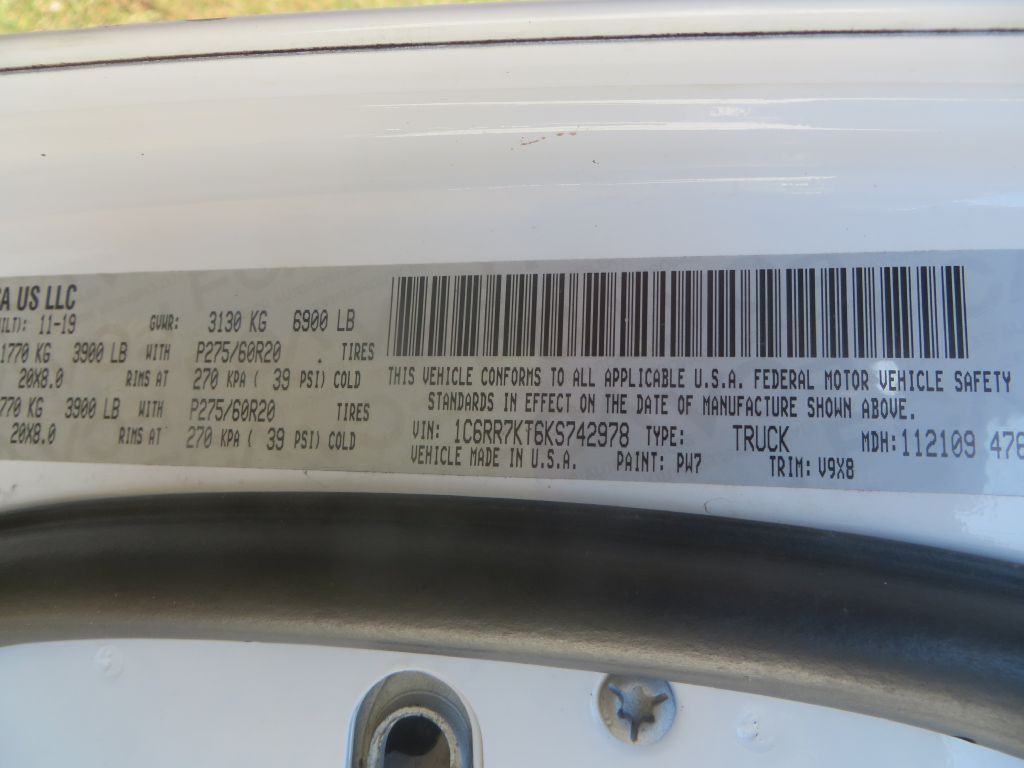 CA US LLC
ILT): 11-19 GVWR: 3130 KG 6900 LB
1770 KG 3900 LB WITH P275/60R20 . TIRES
20X8.0 RIMS AT 270 KPA ( 39 PSI) COLD
770 KG 3900 LB WITH P275/60R20 TIRES
20X8.0 RIMS AT 270 KPA ( 39 PSI) COLD
THIS VEHICLE CONFORMS TO ALL APPLICABLE U.S.A. FEDERAL MOTOR VEHICLE SAFETY
STANDARDS IN EFFECT ON THE DATE OF MANUFACTURE SHOWN ABOVE.
VIN: 1C6RR7KT6KS742978 TYPE: TRUCK MDH: 112109 476
VEHICLE MADE IN U.S.A. PAINT: PW7 TRIM: V9X8